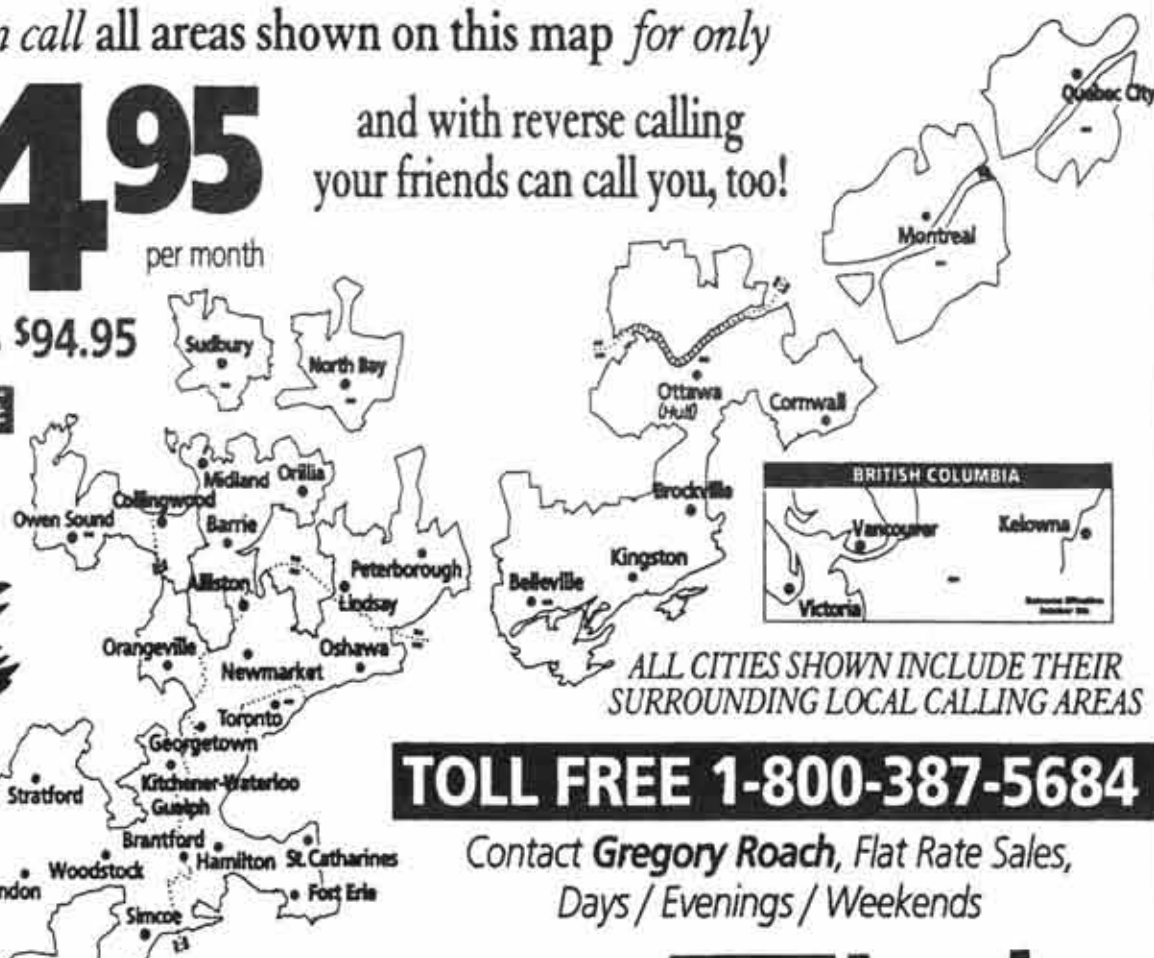 call all areas shown on this map for only
4 95
and with reverse calling
your friends can call you, too!
per month
$94.95
Quebec City
Montreal
Sudbury
North Bay
Ottawa
(Hull)
Cornwall
Midland
Orillia
Collingwood
Owen Sound
Barrie
Brockville
Kingston
Belleville
Peterborough
Alliston
Lindsay
Orangeville
Newmarket
Oshawa
Toronto
Georgetown
Kitchener-Waterloo
Guelph
Stratford
Brantford
Hamilton
St. Catharines
Woodstock
ndon
Fort Erie
Simcoe
BRITISH COLUMBIA
Vancouver
Kelowna
Victoria
ALL CITIES SHOWN INCLUDE THEIR
SURROUNDING LOCAL CALLING AREAS
TOLL FREE 1-800-387-5684
Contact Gregory Roach, Flat Rate Sales,
Days / Evenings / Weekends